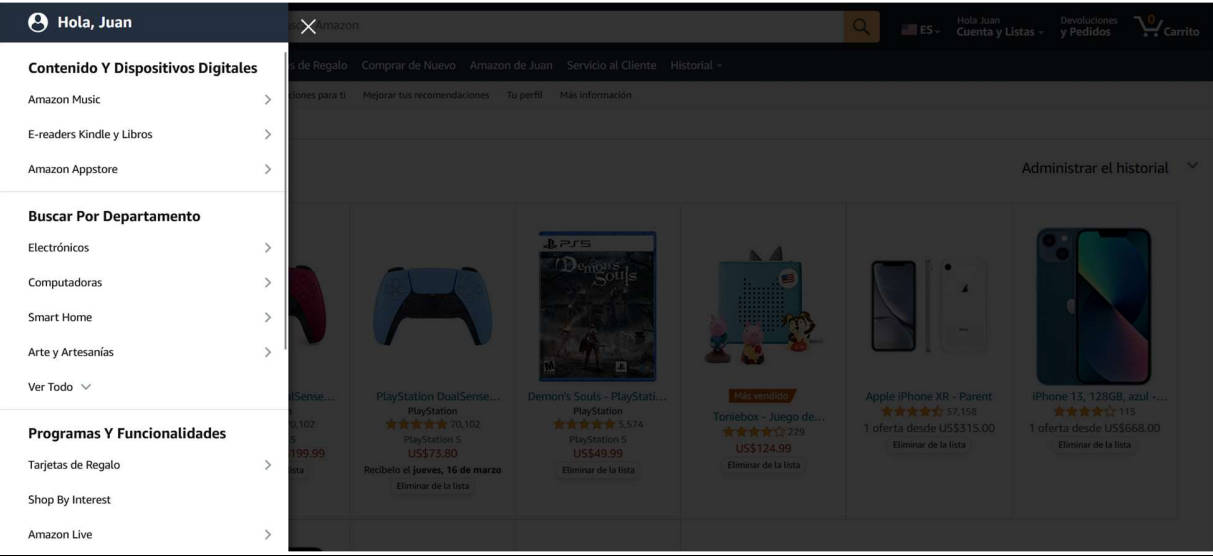 Hola, Juan
Amazon
ES
Hola Juan
Cuenta y Listas
Devoluciones
y Pedidos
0
Carrito
de Regalo
Comprar de Nuevo
Amazon de Juan
Servicio al Cliente
Historial
para ti
Mejorar tus recomendaciones
Tu perfil
Más información
Contenido Y Dispositivos Digitales
Amazon Music
E-readers Kindle y Libros
Amazon Appstore
Administrar el historial
Buscar Por Departamento
Electrónicos
Computadoras
Smart Home
Arte y Artesanías
Ver Todo
Programas Y Funcionalidades
Tarjetas de Regalo
Shop By Interest
Amazon Live
PS5
Demon's
Souls
PlayStation DualSense...
PlayStation
70,102
PlayStation 5
US$73.80
Recíbelo el jueves, 16 de marzo
Eliminar de la lista
Demon's Souls - PlayStati...
PlayStation
5,574
PlayStation 5
US$49.99
Eliminar de la lista
Más vendido
Toniebox - Juego de...
229
US$124.99
Eliminar de la lista
Apple iPhone XR - Parent
57,158
1 oferta desde US$315.00
Eliminar de la lista
iPhone 13, 128GB, azul -...
115
1 oferta desde US$668.00
Eliminar de la lista